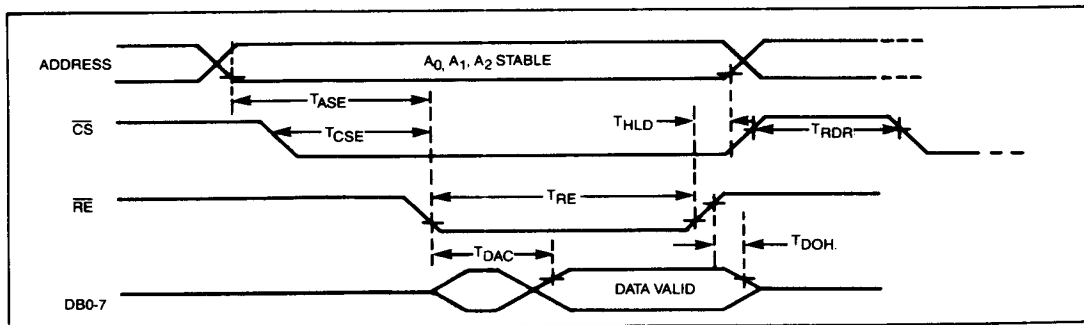 ADDRESS
A0, A1, A2 STABLE
TASE
CS
TCSE
THLD
TRDR
RE
TRE
TDAC
TDOH.
DB0-7
DATA VALID